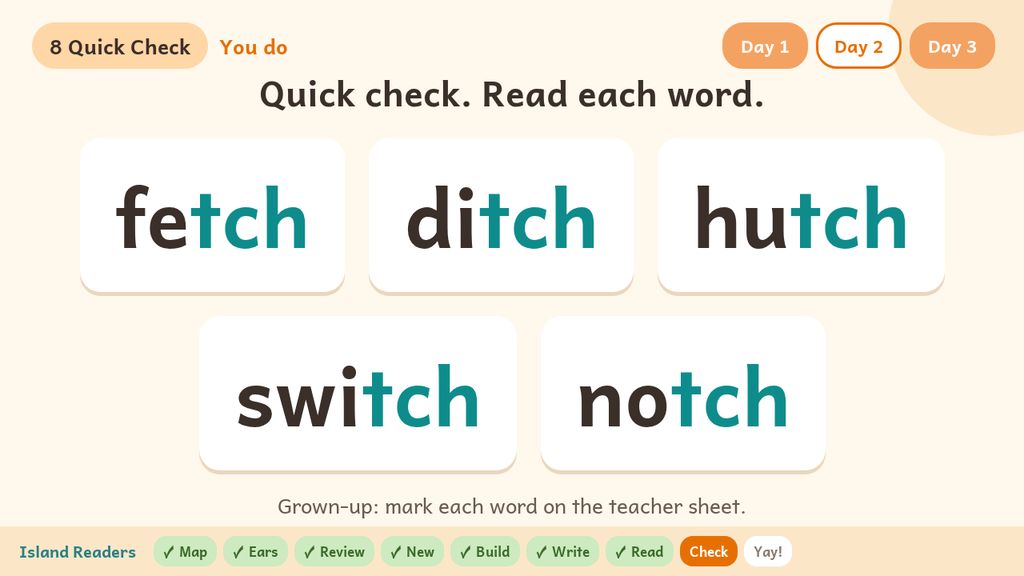 8 Quick Check You do Day 1 Day 2 Day 3
Quick check. Read each word.
fetch ditch hutch
switch notch
Grown-up: mark each word on the teacher sheet.
Island Readers ✓ Map ✓ Ears ✓ Review ✓ New ✓ Build ✓ Write ✓ Read Check Yay!